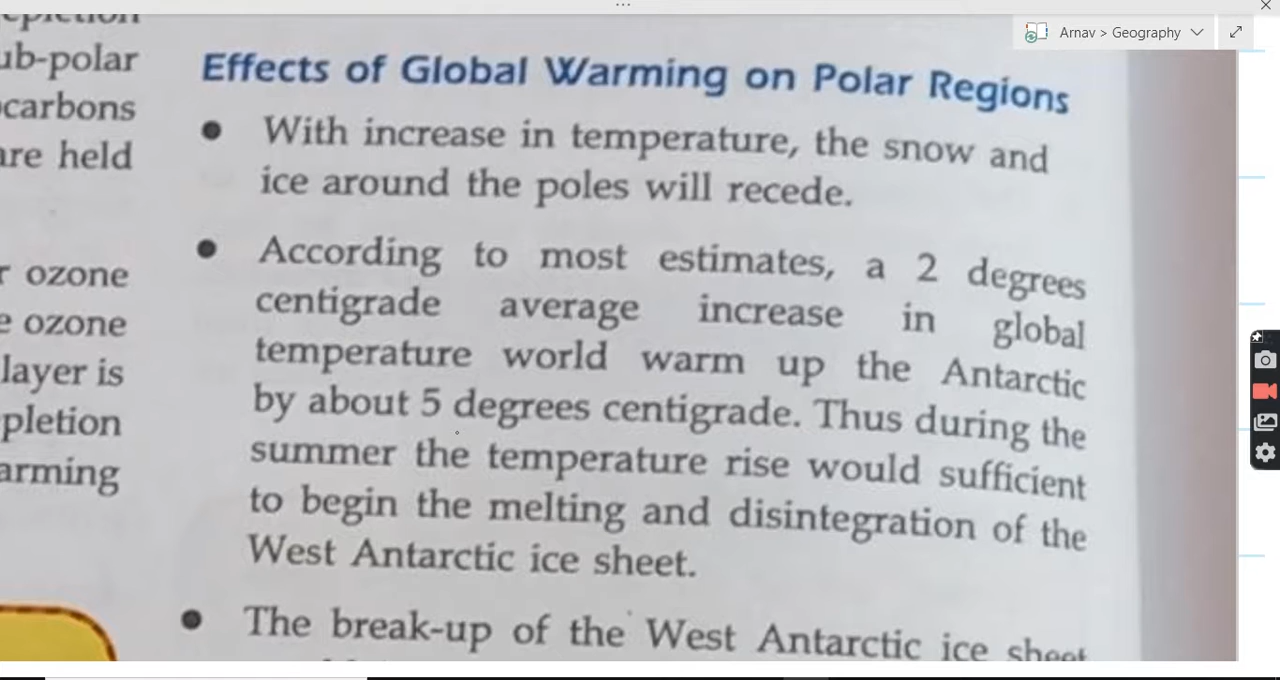 Arnav > Geography
ub-polar
carbons
are held
r ozone
e ozone
layer is
pletion
arming
Effects of Global Warming on Polar Regions
With increase in temperature, the snow and
ice around the poles will recede.
According to most estimates, a 2 degrees
centigrade average increase in global
temperature world warm up the Antarctic
by about 5 degrees centigrade. Thus during the
summer the temperature rise would sufficient
to begin the melting and disintegration of the
West Antarctic ice sheet.
The break-up of the West Antarctic ice sheet